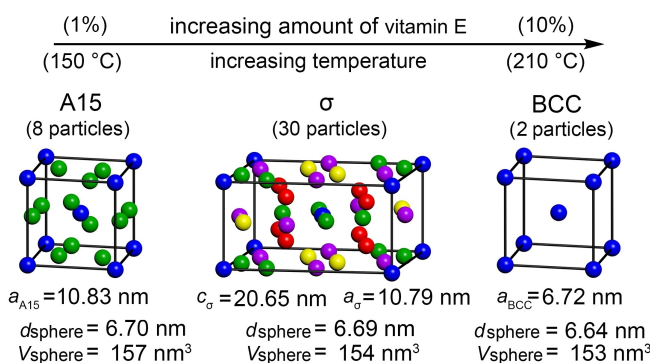 (1%) increasing amount of vitamin E (10%)
(150 °C) increasing temperature (210 °C)
A15 σ BCC
(8 particles) (30 particles) (2 particles)
aA15=10.83 nm cσ=20.65 nm aσ=10.79 nm aBCC=6.72 nm
dsphere = 6.70 nm dsphere = 6.69 nm dsphere = 6.64 nm
Vsphere = 157 nm³ Vsphere = 154 nm³ Vsphere = 153 nm³